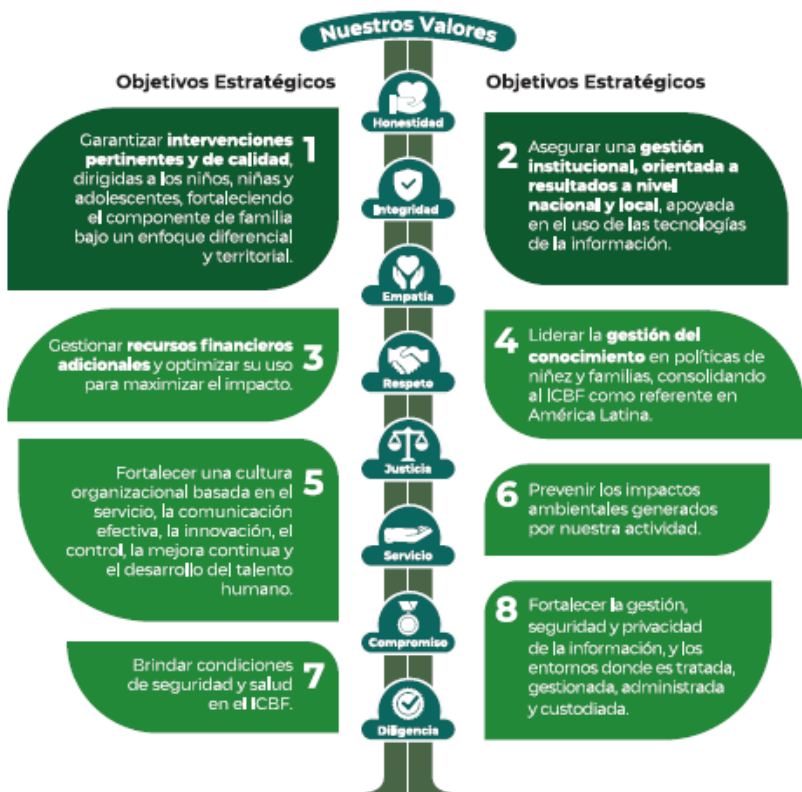 Nuestros Valores
Objetivos Estratégicos
1
Garantizar intervenciones
pertinentes y de calidad,
dirigidas a los niños, niñas y
adolescentes, fortaleciendo
el componente de familia
bajo un enfoque diferencial
y territorial.
Objetivos Estratégicos
2
Asegurar una gestión
institucional, orientada a
resultados a nivel
nacional y local, apoyada
en el uso de las tecnologías
de la información.
3
Gestionar recursos financieros
adicionales y optimizar su uso
para maximizar el impacto.
4
Liderar la gestión del
conocimiento en políticas de
niñez y familias, consolidando
al ICBF como referente en
América Latina.
5
Fortalecer una cultura
organizacional basada en el
servicio, la comunicación
efectiva, la innovación, el
control, la mejora continua y
el desarrollo del talento
humano.
6
Prevenir los impactos
ambientales generados
por nuestra actividad.
7
Brindar condiciones
de seguridad y salud
en el ICBF.
8
Fortalecer la gestión,
seguridad y privacidad
de la información, y los
entornos donde es tratada,
gestionada, administrada
y custodiada.
Honestidad
Integridad
Empatía
Respeto
Justicia
Servicio
Compromiso
Diligencia